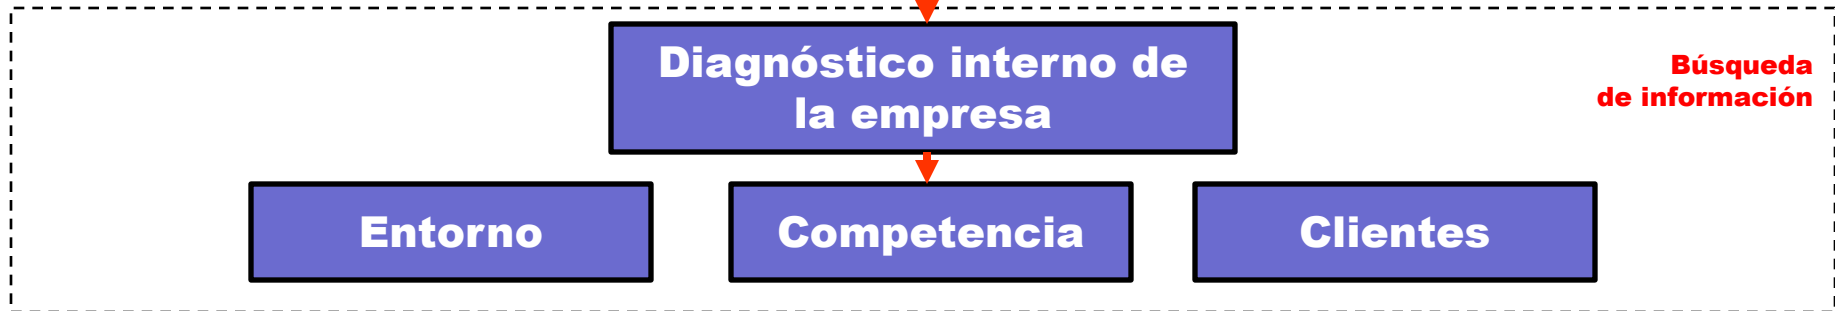 Diagnóstico interno de
la empresa
Búsqueda
de información
Entorno
Competencia
Clientes